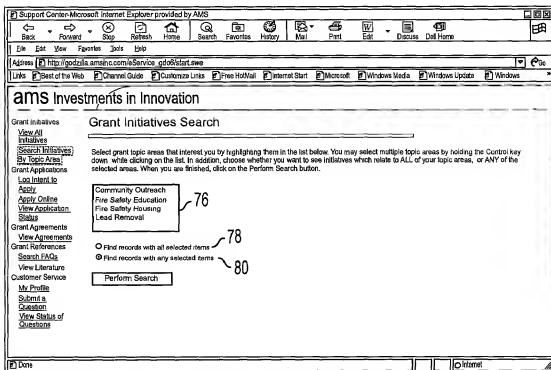 Support Center-Microsoft Internet Explorer provided by AMS
Back Forward Stop Refresh Home Search Favorites History Mail Print Edit Discuss Dell Home
File Edit View Favorites Tools Help
Address http://godzilla.amsinc.com/eService_gdo6/start.swe Go
Links Best of the Web Channel Guide Customize Links Free HotMail Internet Start Microsoft Windows Media Windows Update Windows
ams Investments in Innovation
Grant Initiatives
View All
Initiatives
Search Initiatives
By Topic Area
Grant Applications
Log Intent to
Apply
Apply Online
View Application
Status
Grant Agreements
View Agreements
Grant References
Search FAQs
View Literature
Customer Service
My Profile
Submit a
Question
View Status of
Questions
Grant Initiatives Search
Select grant topic areas that interest you by highlighting them in the list below. You may select multiple topic areas by holding the Control key
down while clicking on the list. In addition, choose whether you want to see initiatives which relate to ALL of your topic areas, or ANY of the
selected areas. When you are finished, click on the Perform Search button.
Community Outreach
Fire Safety Education
Fire Safety Housing
Lead Removal
76
Find records with all selected items
78
Find records with any selected items
80
Perform Search
Done Internet